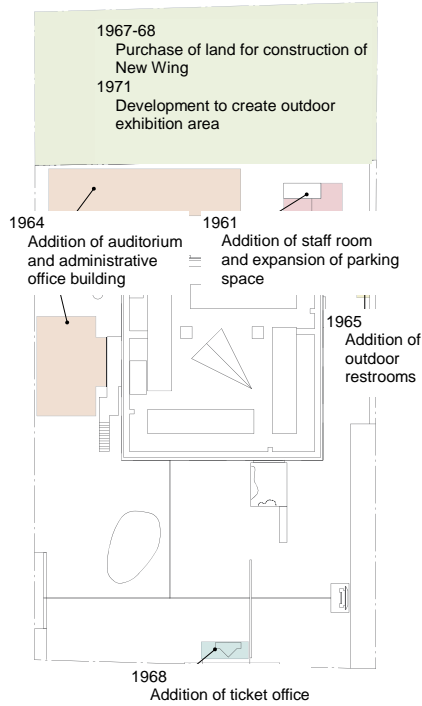 1967-68
Purchase of land for construction of
New Wing
1971
Development to create outdoor
exhibition area
1964
Addition of auditorium
and administrative
office building
1961
Addition of staff room
and expansion of parking
space
1965
Addition of
outdoor
restrooms
1968
Addition of ticket office